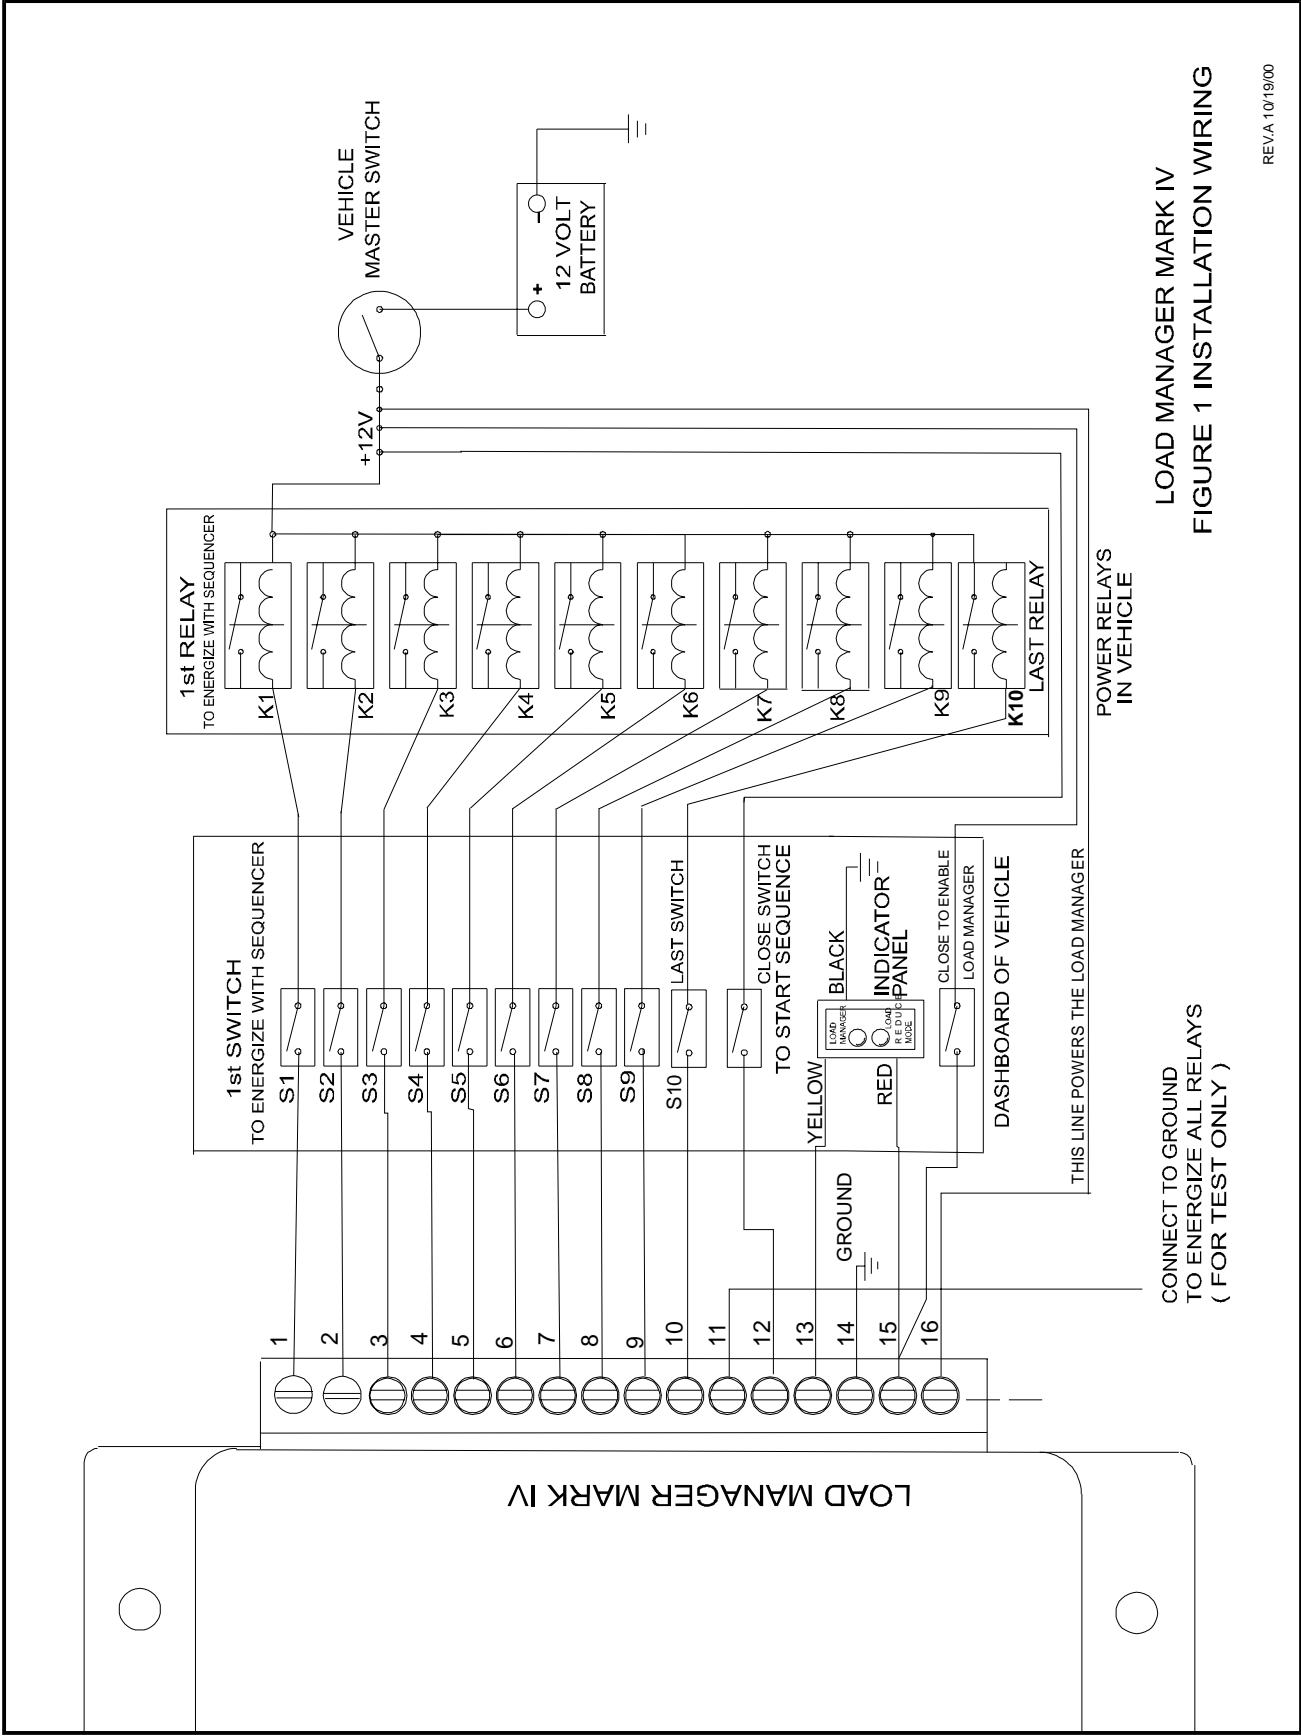 LOAD MANAGER MARK IV
1
2
3
4
5
6
7
8
9
10
11
12
13
14
15
16
GROUND
CONNECT TO GROUND
TO ENERGIZE ALL RELAYS
( FOR TEST ONLY )
1st SWITCH
TO ENERGIZE WITH SEQUENCER
S1
S2
S3
S4
S5
S6
S7
S8
S9
S10
LAST SWITCH
CLOSE SWITCH
TO START SEQUENCE
YELLOW
RED
BLACK
LOAD
MANAGER
LOAD
REDUCE
MODE
INDICATOR
PANEL
CLOSE TO ENABLE
LOAD MANAGER
DASHBOARD OF VEHICLE
THIS LINE POWERS THE LOAD MANAGER
1st RELAY
TO ENERGIZE WITH SEQUENCER
K1
K2
K3
K4
K5
K6
K7
K8
K9
K10
LAST RELAY
POWER RELAYS
IN VEHICLE
+12V
VEHICLE
MASTER SWITCH
+
-
12 VOLT
BATTERY
LOAD MANAGER MARK IV
FIGURE 1 INSTALLATION WIRING
REV.A 10/19/00